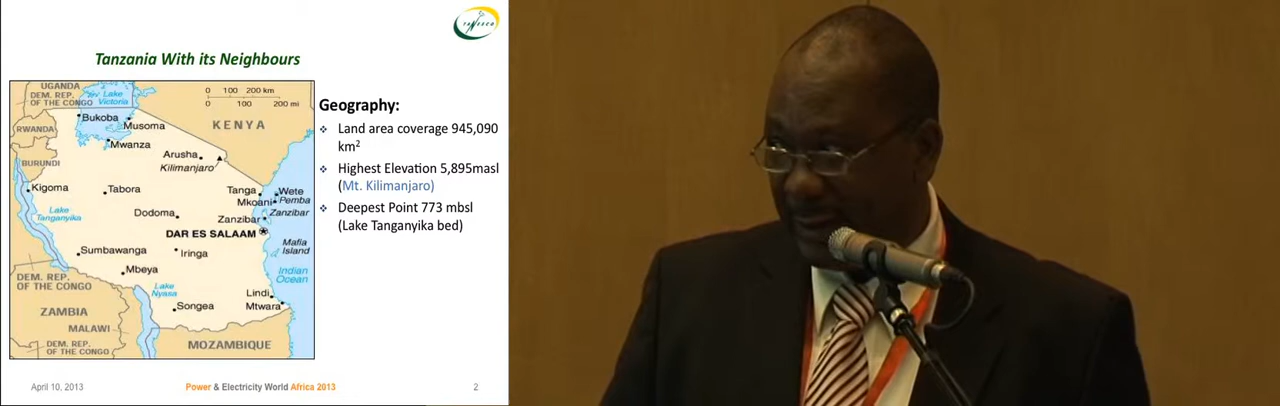 TANESCO
Tanzania With its Neighbours
UGANDA
DEM. REP.
OF THE CONGO
Lake
Victoria
0 100 200 km
0 100 200 mi
KENYA
RWANDA
BURUNDI
Bukoba
Musoma
Mwanza
Arusha
Kilimanjaro
Kigoma
Tabora
Tanga
Wete
Mkoani
Pemba
Lake
Tanganyika
Dodoma
Zanzibar
Zanzibar
DAR ES SALAAM
Mafia
Island
Sumbawanga
Iringa
Mbeya
Indian
Ocean
DEM. REP.
OF THE CONGO
Lake
Nyasa
Lindi
Mtwara
Songea
ZAMBIA
MALAWI
DEM. REP.
OF THE CONGO
MOZAMBIQUE
Geography:
Land area coverage 945,090
km²
Highest Elevation 5,895masl
(Mt. Kilimanjaro)
Deepest Point 773 mbsl
(Lake Tanganyika bed)
April 10, 2013
Power & Electricity World Africa 2013
2